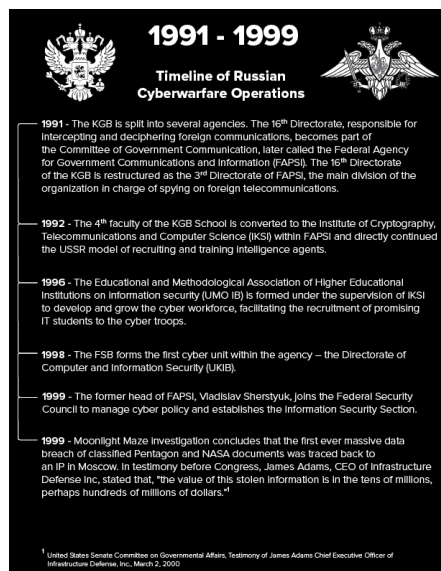 1991 - 1999
Timeline of Russian
Cyberwarfare Operations
1991 - The KGB is split into several agencies. The 16th Directorate, responsible for
intercepting and deciphering foreign communications, becomes part of
the Committee of Government Communication, later called the Federal Agency
for Government Communications and Information (FAPSI). The 16th Directorate
of the KGB is restructured as the 3rd Directorate of FAPSI, the main division of the
organization in charge of spying on foreign telecommunications.
1992 - The 4th faculty of the KGB School is converted to the Institute of Cryptography,
Telecommunications and Computer Science (IKSI) within FAPSI and directly continued
the USSR model of recruiting and training intelligence agents.
1996 - The Educational and Methodological Association of Higher Educational
Institutions on information security (UMO IB) is formed under the supervision of IKSI
to develop and grow the cyber workforce, facilitating the recruitment of promising
IT students to the cyber troops.
1998 - The FSB forms the first cyber unit within the agency – the Directorate of
Computer and Information Security (UKIB).
1999 - The former head of FAPSI, Vladislav Sherstyuk, joins the Federal Security
Council to manage cyber policy and establishes the Information Security Section.
1999 - Moonlight Maze investigation concludes that the first ever massive data
breach of classified Pentagon and NASA documents was traced back to
an IP in Moscow. In testimony before Congress, James Adams, CEO of Infrastructure
Defense Inc, stated that, "the value of this stolen information is in the tens of millions,
perhaps hundreds of millions of dollars."1
1 United States Senate Committee on Governmental Affairs, Testimony of James Adams Chief Executive Officer of
Infrastructure Defense, Inc., March 2, 2000